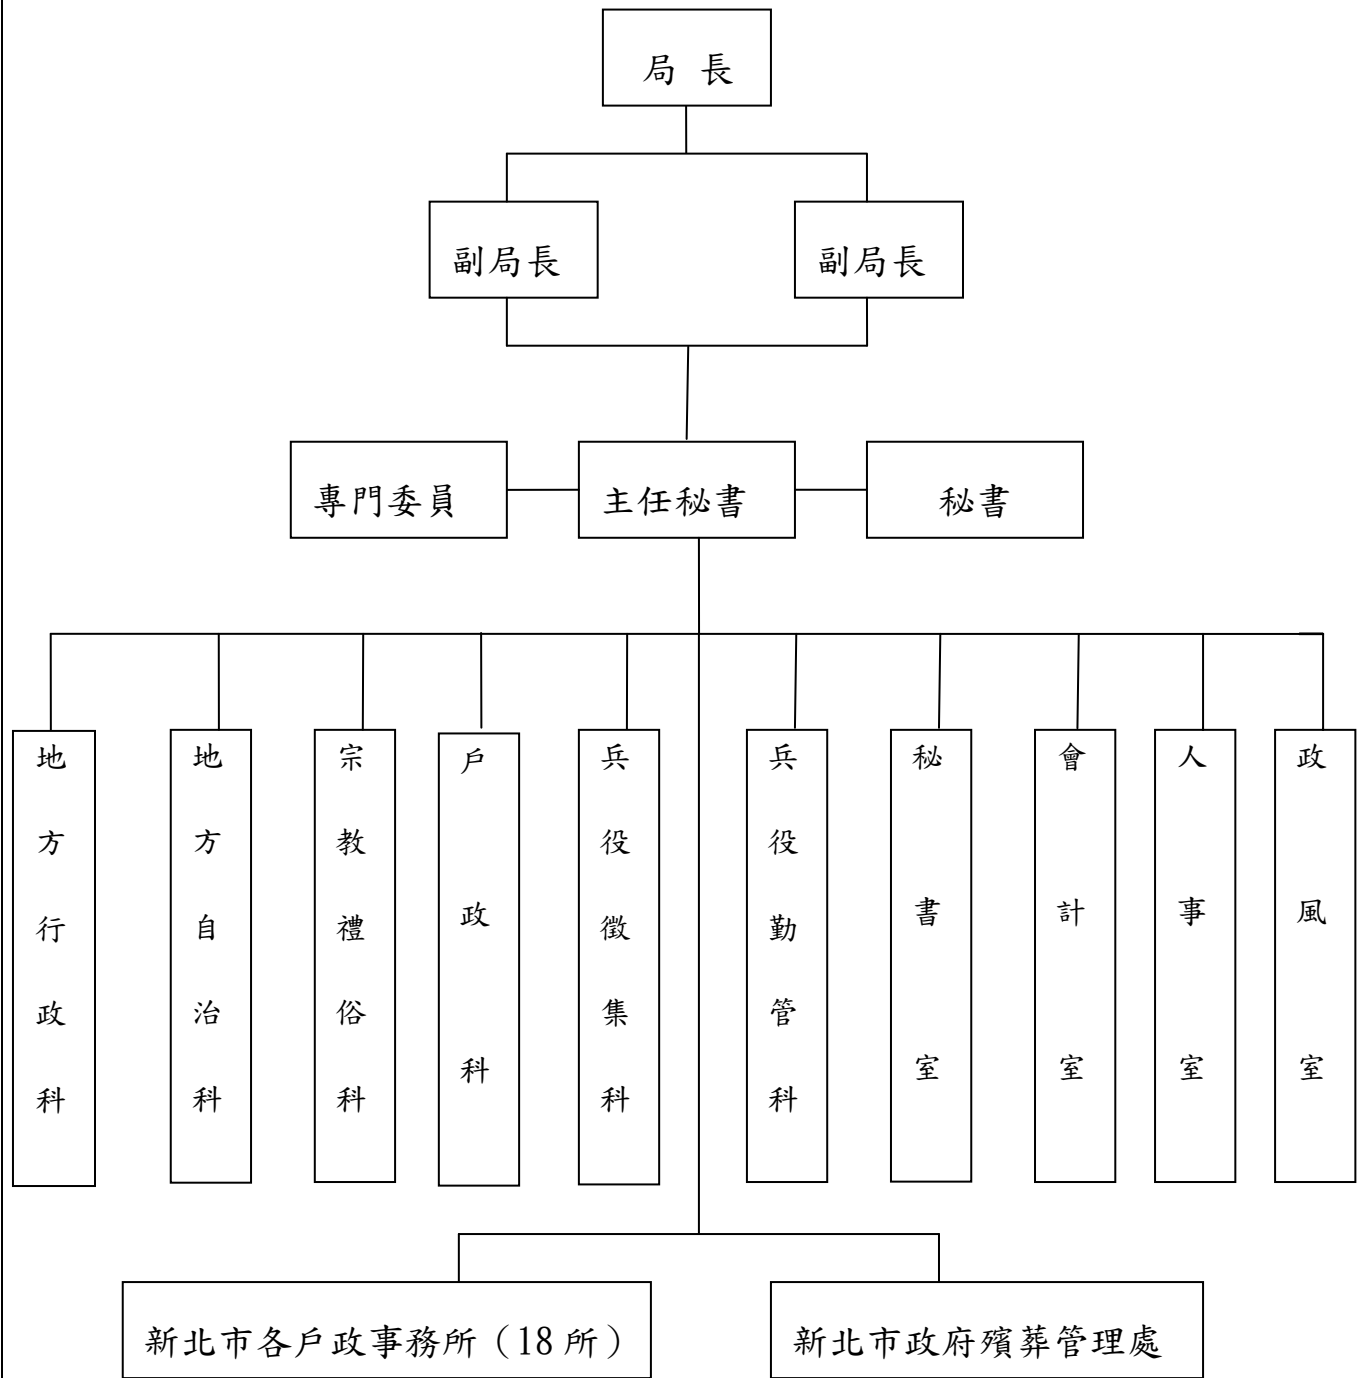 局 長
副局長
副局長
專門委員
主任秘書
秘書
地方行政科
地方自治科
宗教禮俗科
戶政科
兵役徵集科
兵役勤管科
秘書室
會計室
人事室
政風室
新北市各戶政事務所（18 所）
新北市政府殯葬管理處